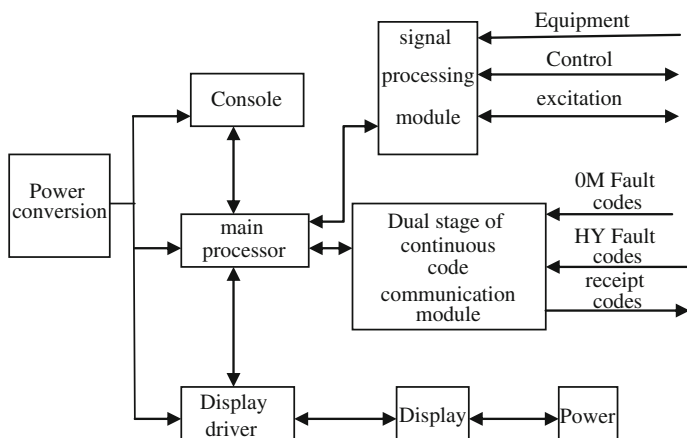 Equipment
signal
Control
processing
excitation
module
Console
Power
conversion
main
processor
0M Fault
codes
Dual stage of
continuous
code
communication
module
HY Fault
codes
receipt
codes
Display
driver
Display
Power